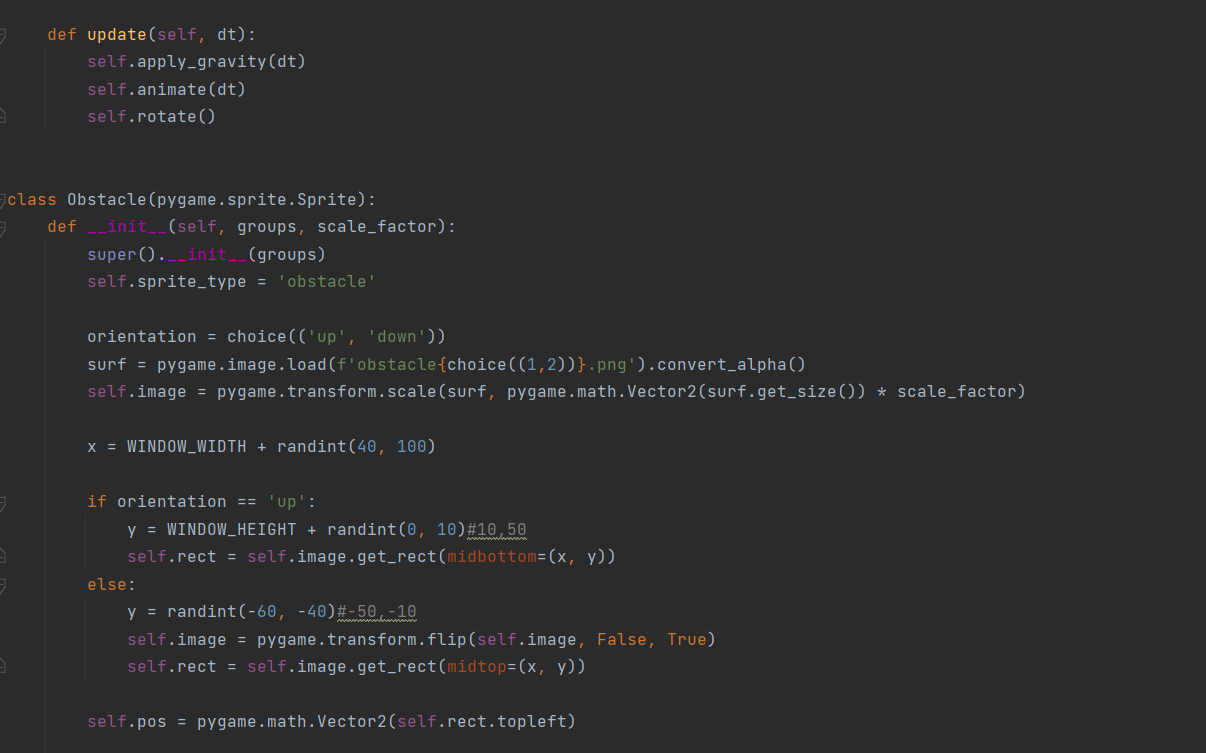 def update(self, dt):
        self.apply_gravity(dt)
        self.animate(dt)
        self.rotate()

class Obstacle(pygame.sprite.Sprite):
    def __init__(self, groups, scale_factor):
        super().__init__(groups)
        self.sprite_type = 'obstacle'

        orientation = choice(('up', 'down'))
        surf = pygame.image.load(f'obstacle{choice((1,2))}.png').convert_alpha()
        self.image = pygame.transform.scale(surf, pygame.math.Vector2(surf.get_size()) * scale_factor)

        x = WINDOW_WIDTH + randint(40, 100)

        if orientation == 'up':
            y = WINDOW_HEIGHT + randint(0, 10)#10,50
            self.rect = self.image.get_rect(midbottom=(x, y))
        else:
            y = randint(-60, -40)#-50,-10
            self.image = pygame.transform.flip(self.image, False, True)
            self.rect = self.image.get_rect(midtop=(x, y))

        self.pos = pygame.math.Vector2(self.rect.topleft)